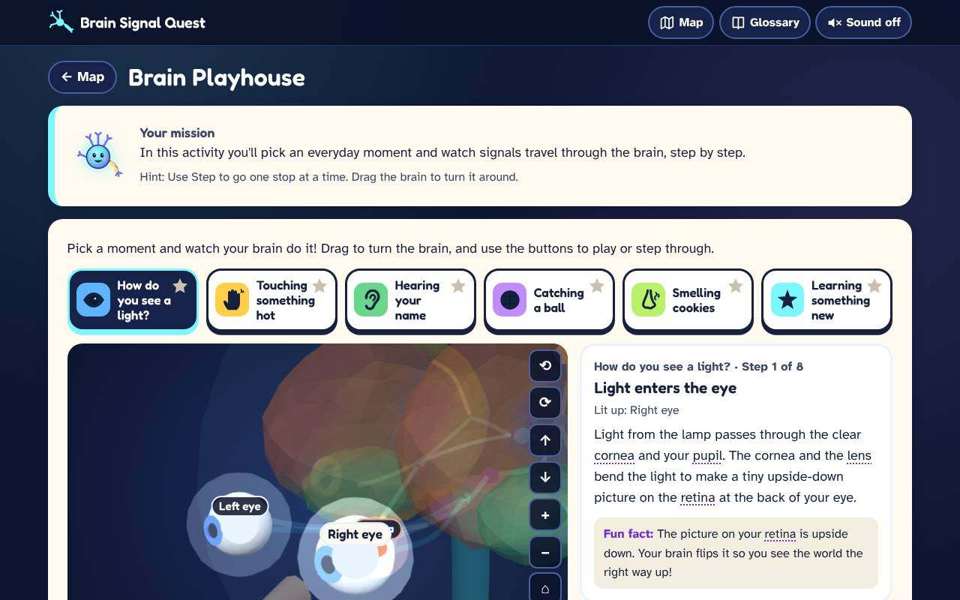 Brain Signal Quest
Map
Glossary
Sound off
Map
Brain Playhouse
Your mission
In this activity you'll pick an everyday moment and watch signals travel through the brain, step by step.
Hint: Use Step to go one stop at a time. Drag the brain to turn it around.
Pick a moment and watch your brain do it! Drag to turn the brain, and use the buttons to play or step through.
How do
you see a
light?
Touching
something
hot
Hearing
your
name
Catching
a ball
Smelling
cookies
Learning
something
new
Left eye
Right eye
How do you see a light? · Step 1 of 8
Light enters the eye
Lit up: Right eye
Light from the lamp passes through the clear
cornea and your pupil. The cornea and the lens
bend the light to make a tiny upside-down
picture on the retina at the back of your eye.
Fun fact: The picture on your retina is upside
down. Your brain flips it so you see the world the
right way up!